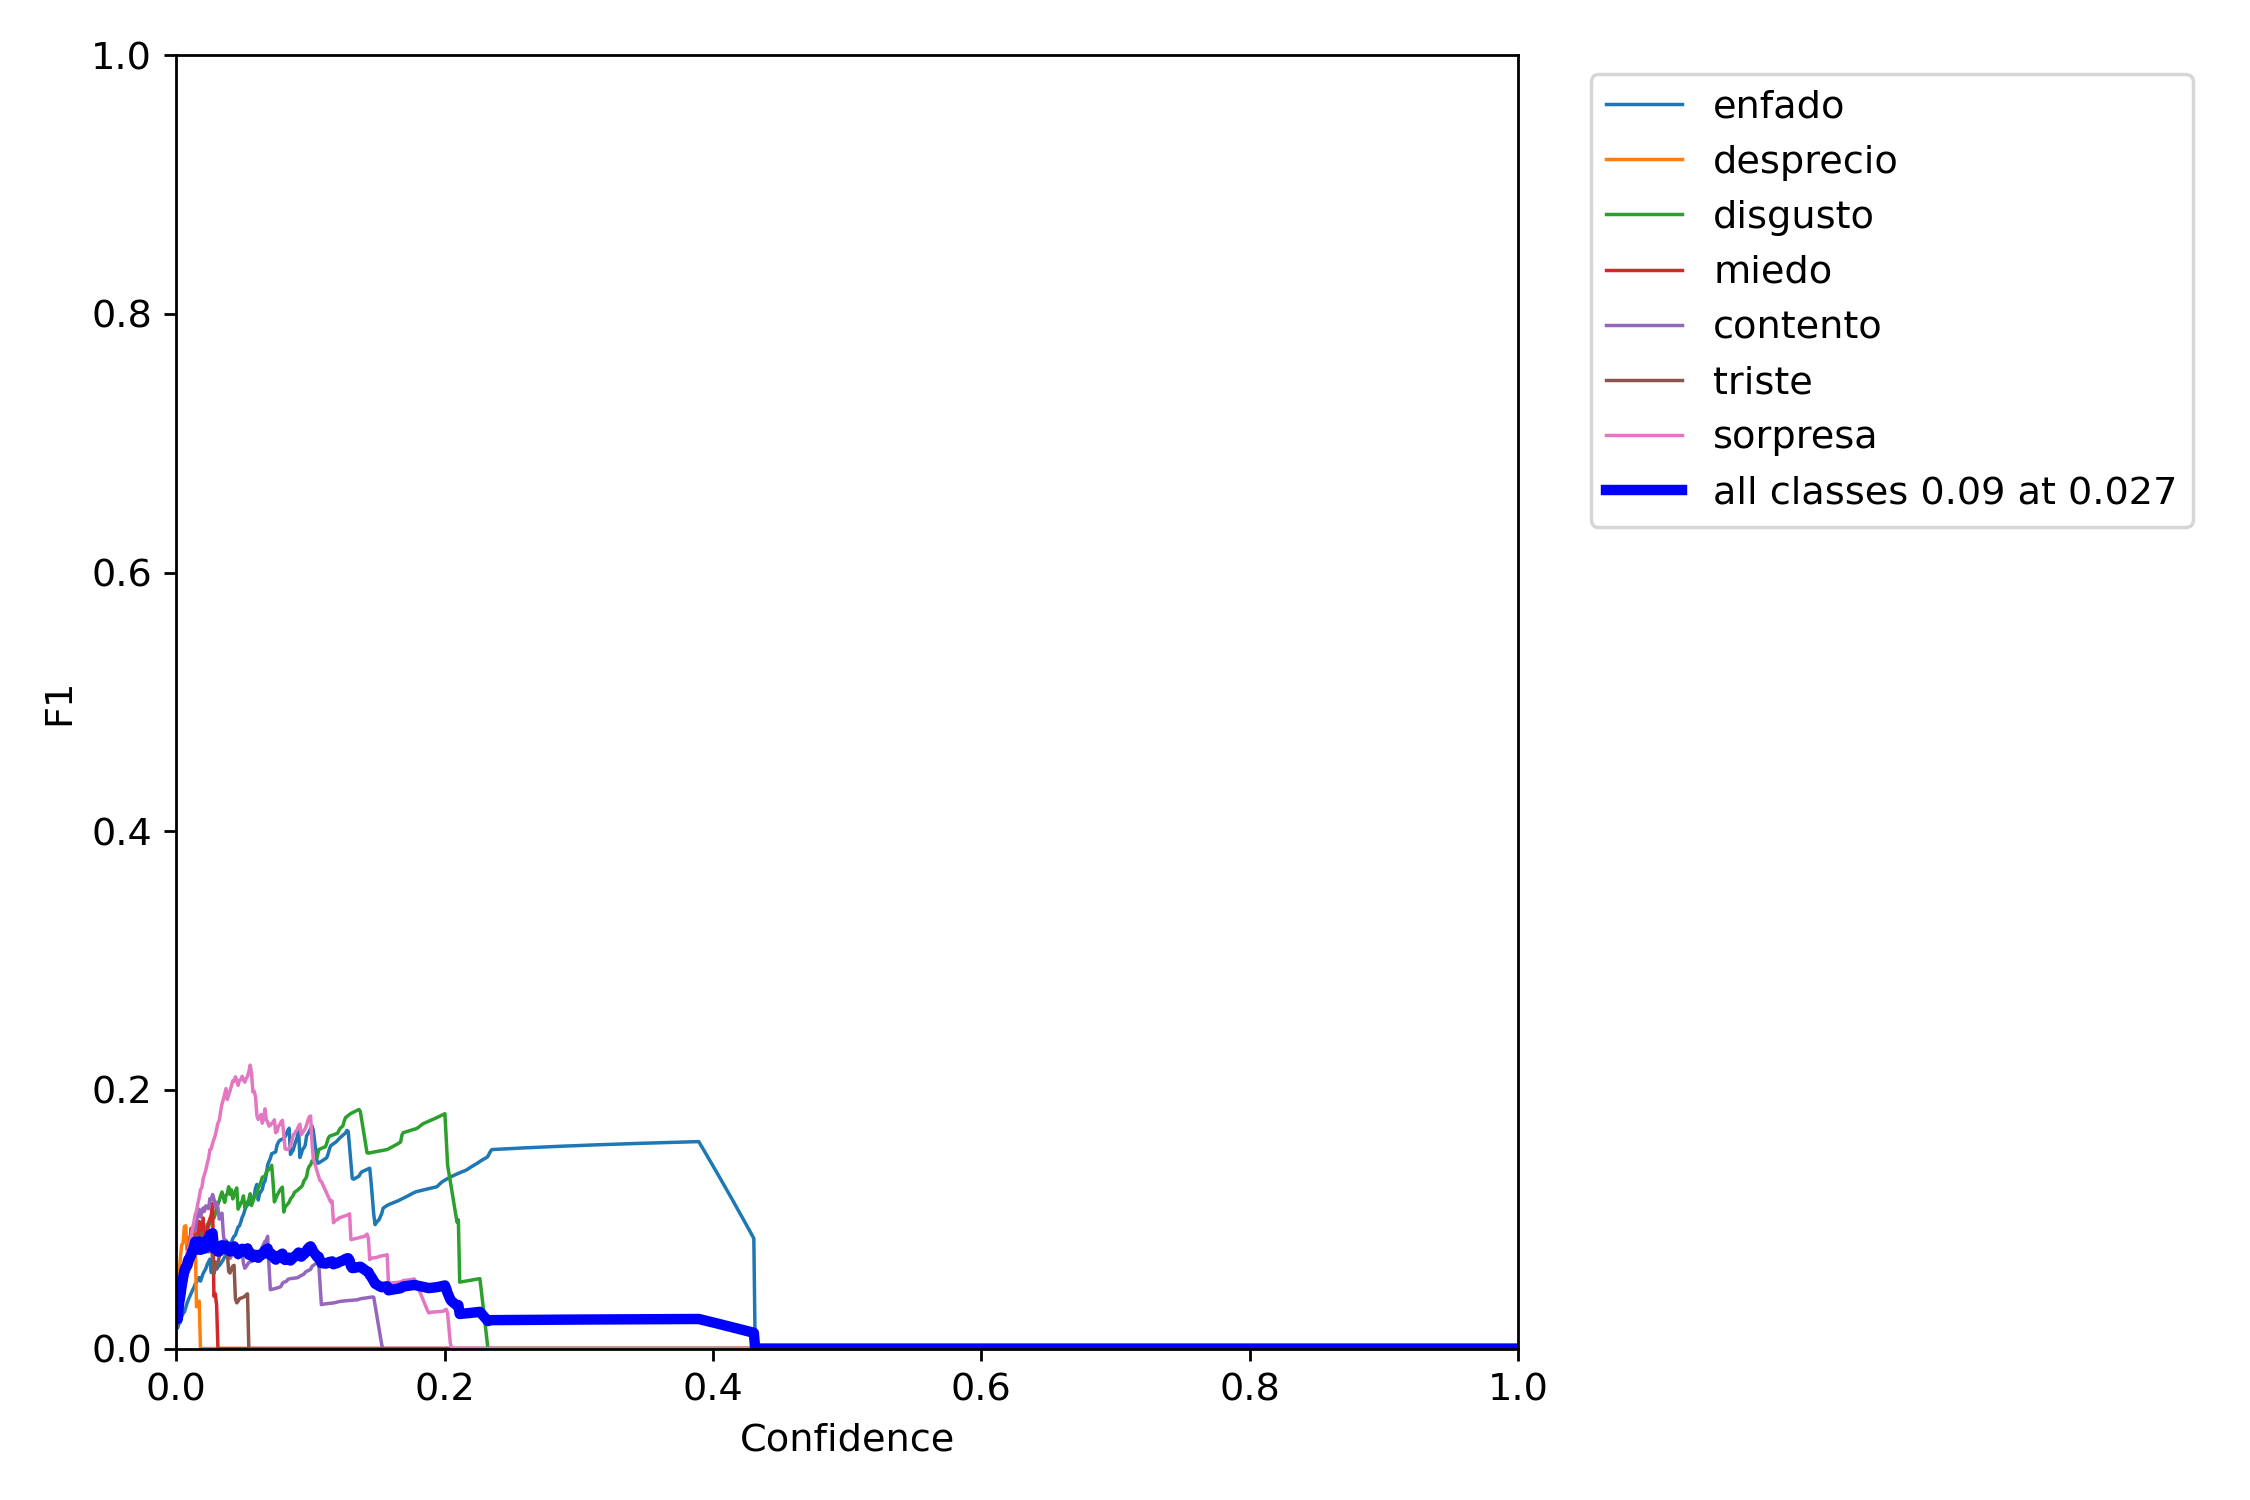 1.0
0.8
0.6
0.4
0.2
0.0
F1
0.0 0.2 0.4 0.6 0.8 1.0
Confidence
enfado
desprecio
disgusto
miedo
contento
triste
sorpresa
all classes 0.09 at 0.027